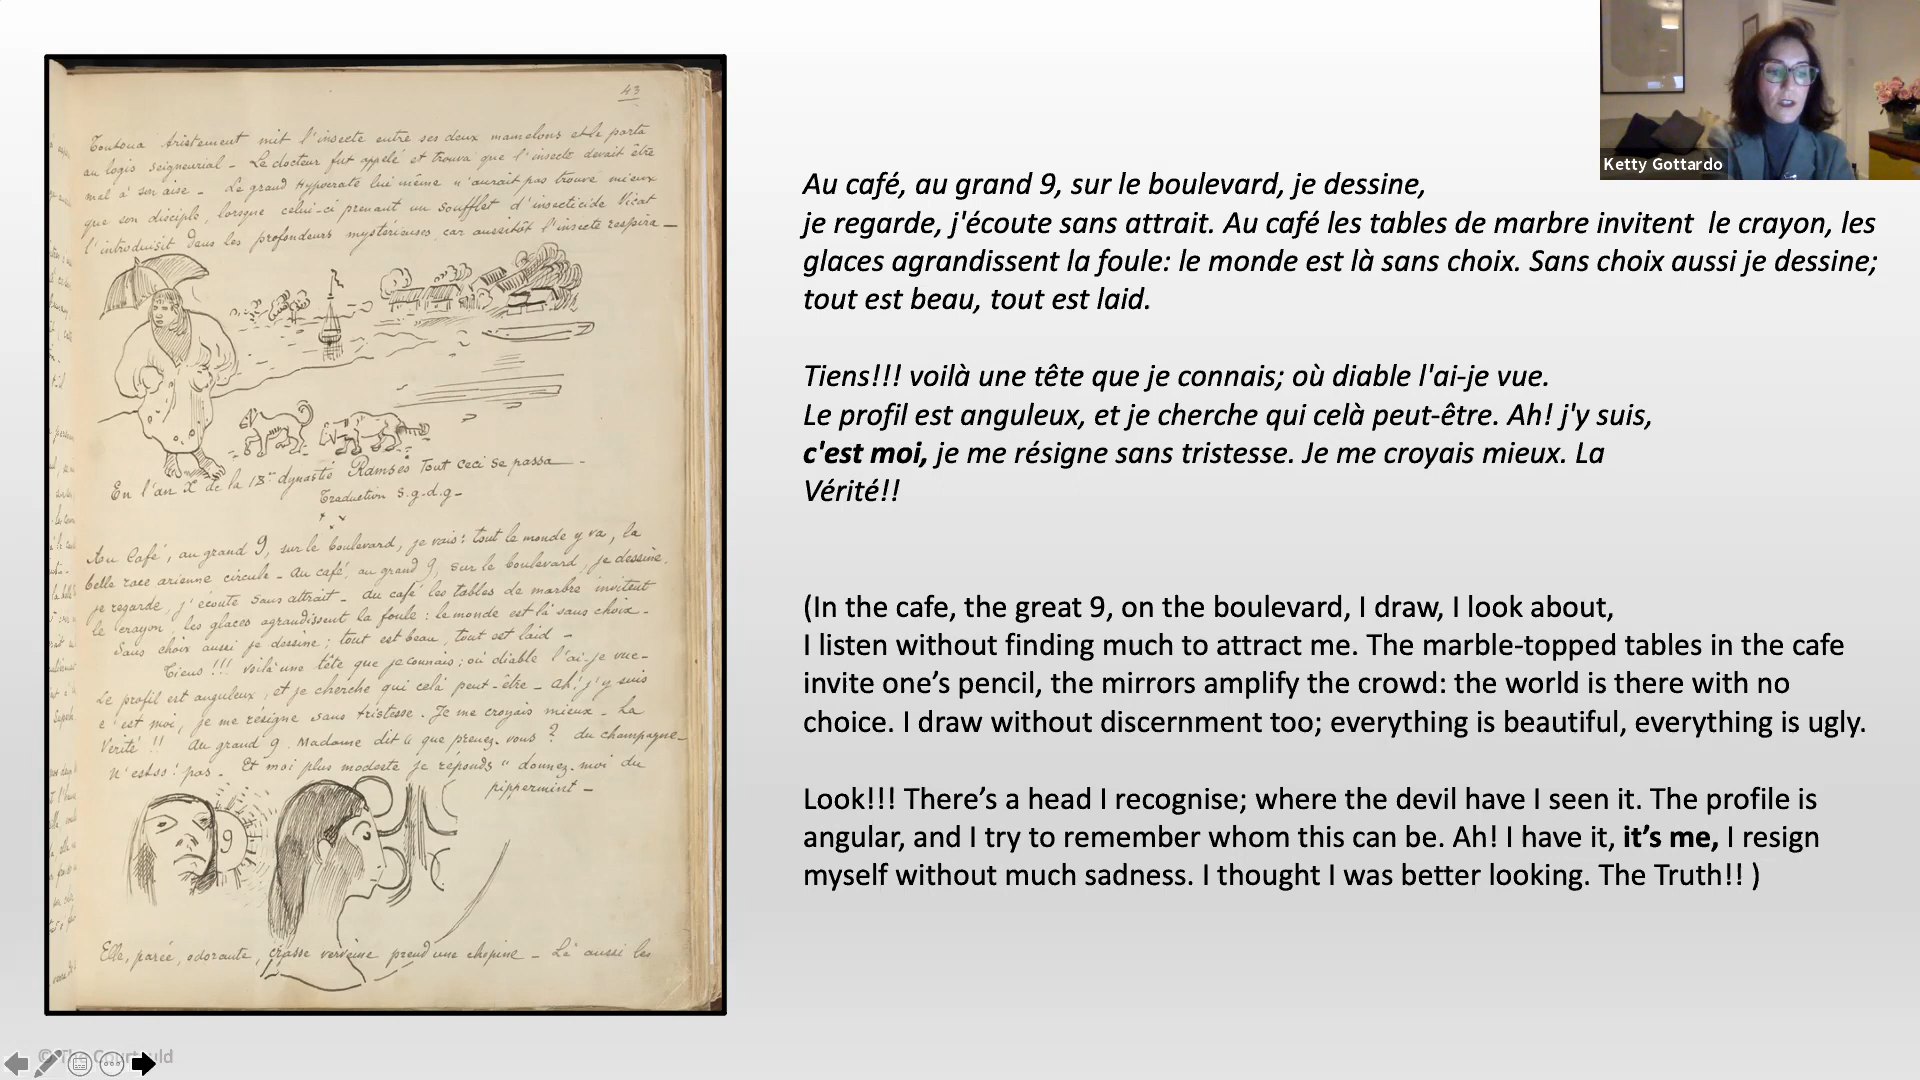 43
Toutoua tristement mit l'insecte entre ses deux mamelons et le porta
au logis seigneurial - Le docteur fut appelé et trouva que l'insecte devait être
mal à son aise - Le grand Hypocrate lui même n'aurait pas trouvé mieux
que son disciple, lorsque celui-ci prenant un soufflet d'insecticide Vicat
l'introduisit dans les profondeurs mystérieuses car aussitôt l'insecte respira -
En l'an X de la 18me dynastie Ramses Tout ceci se passa -
Traduction s.g.d.g -
Au Café, au grand 9, sur le boulevard, je vais: tout le monde y va, la
belle race arienne circule - Au café, au grand 9, sur le boulevard, je dessine,
je regarde, j'écoute sans attrait - du café les tables de marbre invitent
le crayon, les glaces agrandissent la foule : le monde est là sans choix -
Sans choix aussi je dessine ; tout est beau, tout est laid -
Tiens !!! voilà une tête que je connais ; où diable l'ai-je vue -
Le profil est anguleux, et je cherche qui celà peut-être - Ah! j'y suis
c'est moi, je me résigne sans tristesse. Je me croyais mieux - La
Vérité !! Au grand 9 Madame dit " que prenez-vous ? du champagne
n'estss! pas - Et moi plus modeste je réponds " donnez-moi du
pippermint -
9
Elle, parée, odorante, crasse verveine prend une chopine - Là aussi les
Ketty Gottardo
Au café, au grand 9, sur le boulevard, je dessine,
je regarde, j'écoute sans attrait. Au café les tables de marbre invitent le crayon, les
glaces agrandissent la foule: le monde est là sans choix. Sans choix aussi je dessine;
tout est beau, tout est laid.
Tiens!!! voilà une tête que je connais; où diable l'ai-je vue.
Le profil est anguleux, et je cherche qui celà peut-être. Ah! j'y suis,
c'est moi, je me résigne sans tristesse. Je me croyais mieux. La
Vérité!!
(In the cafe, the great 9, on the boulevard, I draw, I look about,
I listen without finding much to attract me. The marble-topped tables in the cafe
invite one's pencil, the mirrors amplify the crowd: the world is there with no
choice. I draw without discernment too; everything is beautiful, everything is ugly.
Look!!! There's a head I recognise; where the devil have I seen it. The profile is
angular, and I try to remember whom this can be. Ah! I have it, it's me, I resign
myself without much sadness. I thought I was better looking. The Truth!! )
© The Courtauld